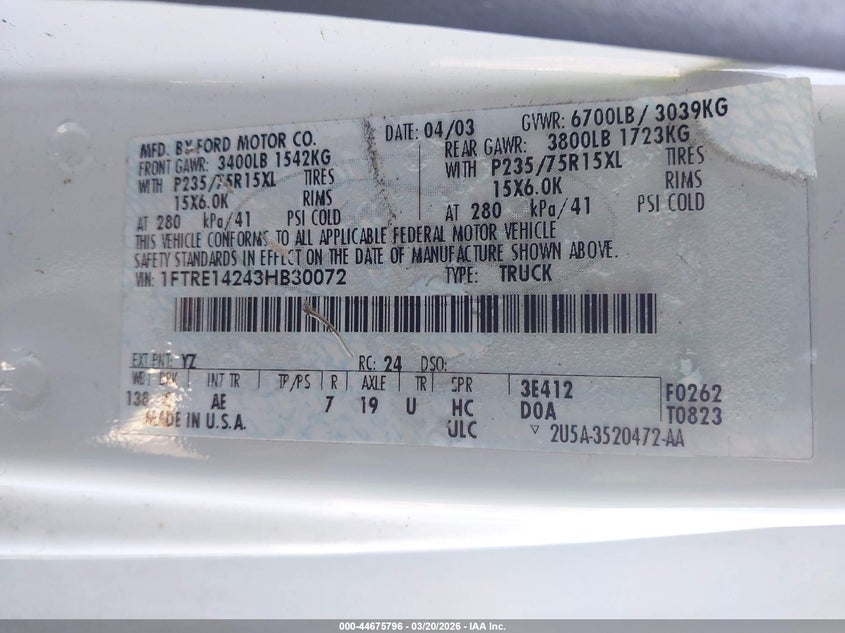 MFD. BY FORD MOTOR CO.
FRONT GAWR: 3400LB 1542KG
WITH P235/75R15XL TIRES
15X6.0K RIMS
AT 280 kPa/41 PSI COLD
DATE: 04/03 GVWR: 6700LB/ 3039KG
REAR GAWR: 3800LB 1723KG
WITH P235/75R15XL TIRES
15X6.0K RIMS
AT 280 kPa/41 PSI COLD
THIS VEHICLE CONFORMS TO ALL APPLICABLE FEDERAL MOTOR VEHICLE
SAFETY STANDARDS IN EFFECT ON THE DATE OF MANUFACTURE SHOWN ABOVE.
VIN: 1FTRE14243HB30072 TYPE: TRUCK
EXT PNT: YZ RC: 24 DSO:
WB BRK INT TR TP/PS R AXLE TR SPR 3E412 F0262
138 AE 7 19 U HC D0A T0823
MADE IN U.S.A. ULC ▽ 2U5A-3520472-AA
000-44675796 - 03/20/2026 - IAA Inc.